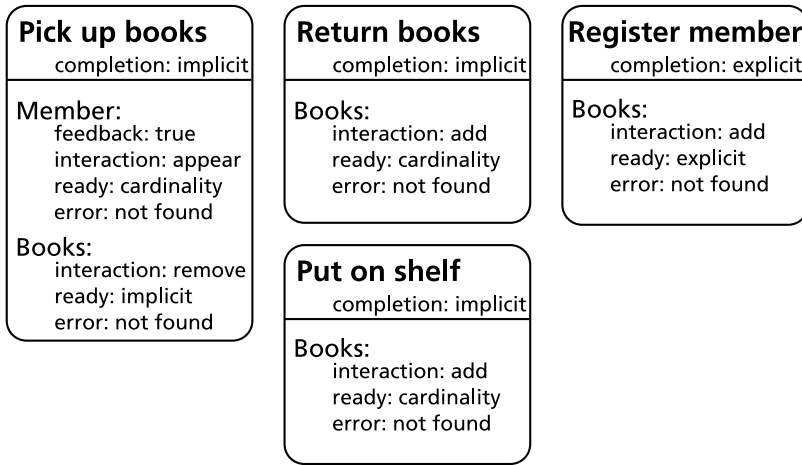 Pick up books
completion: implicit
Member:
feedback: true
interaction: appear
ready: cardinality
error: not found
Books:
interaction: remove
ready: implicit
error: not found
Return books
completion: implicit
Books:
interaction: add
ready: cardinality
error: not found
Put on shelf
completion: implicit
Books:
interaction: add
ready: cardinality
error: not found
Register member
completion: explicit
Books:
interaction: add
ready: explicit
error: not found